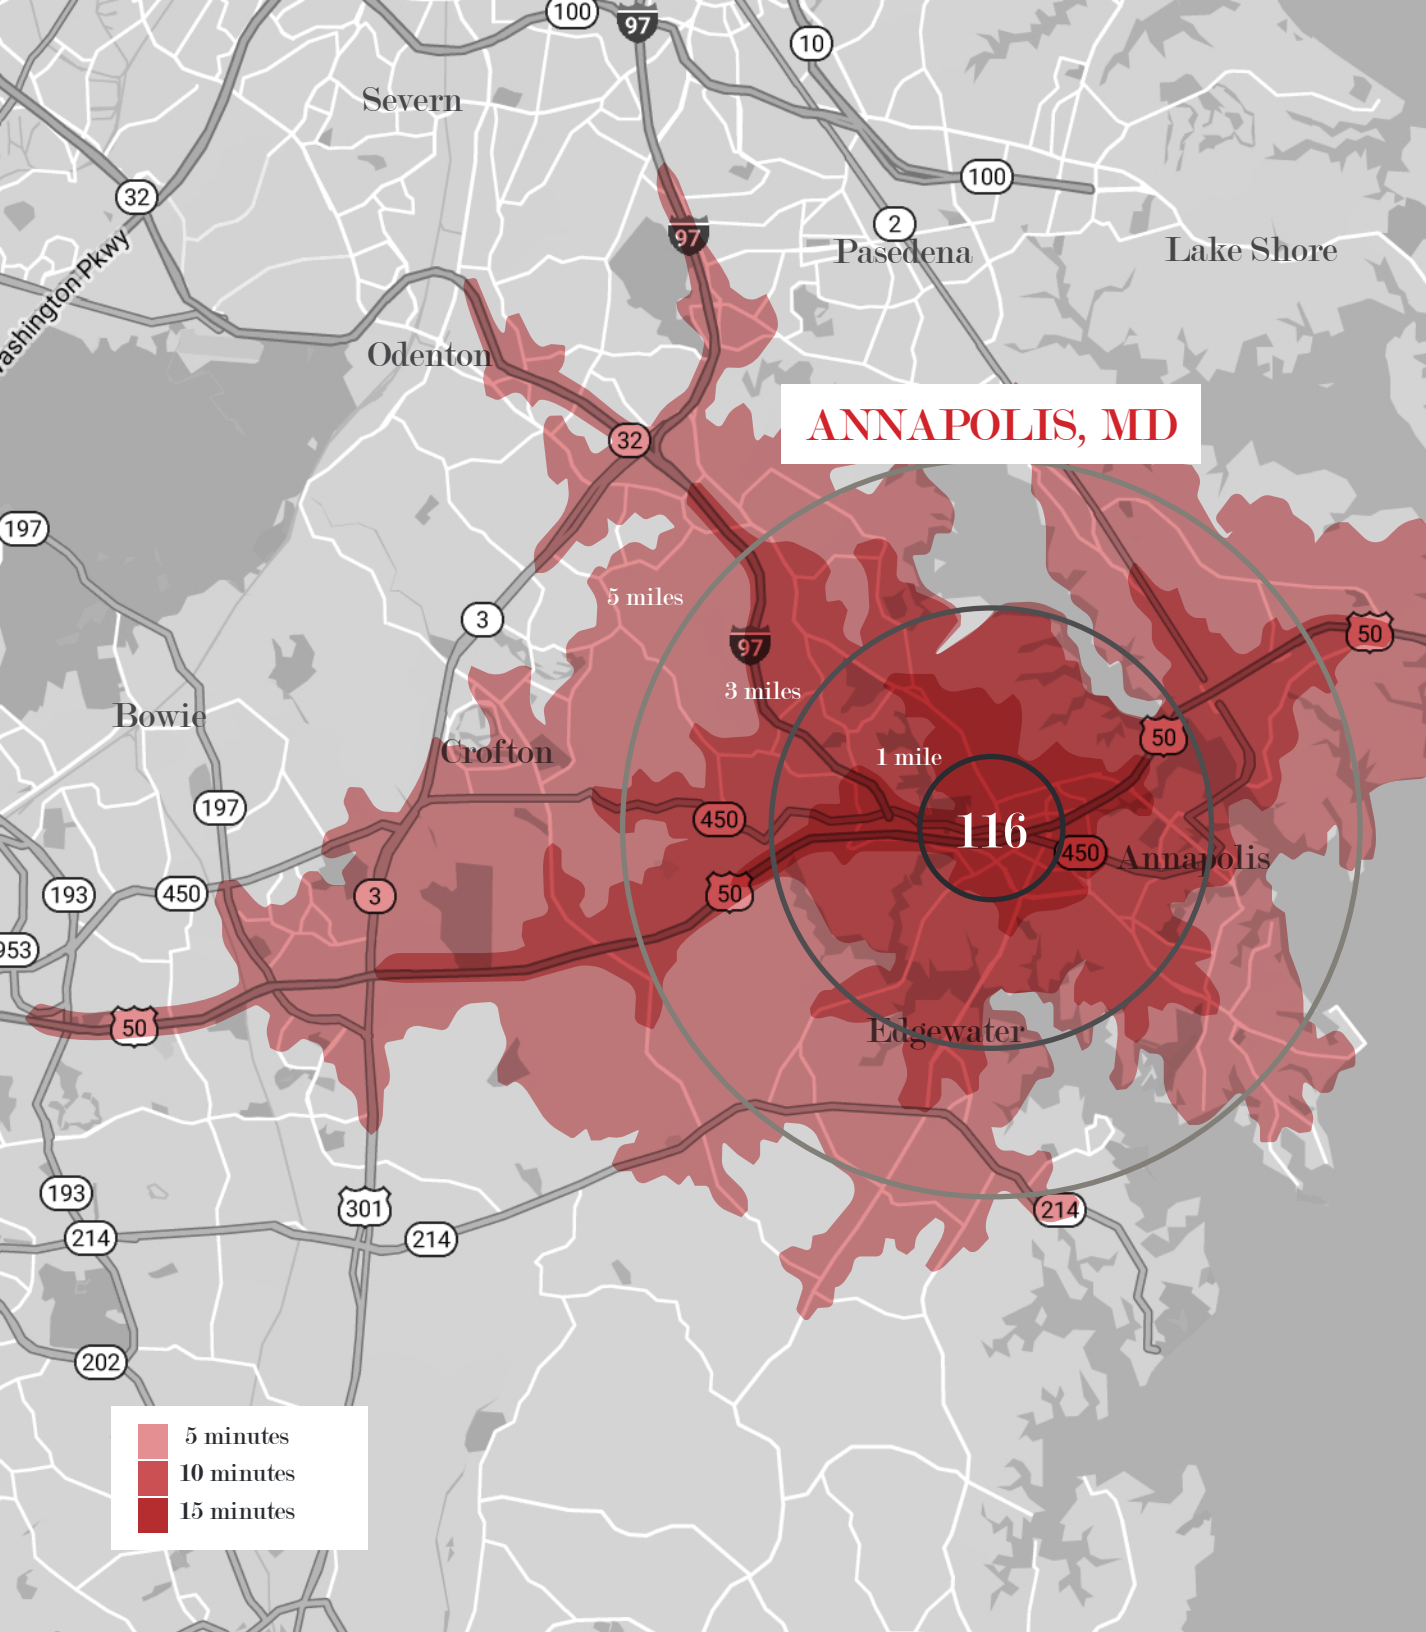 100
97
10
Severn
32
100
2
97
Pasedena
Lake Shore
ashington Pkwy
Odenton
ANNAPOLIS, MD
32
197
5 miles
3
50
97
3 miles
Bowie
50
Crofton
1 mile
197
450
116
450
Annapolis
193
450
3
50
953
50
Edgewater
193
301
214
214
214
202
5 minutes
10 minutes
15 minutes